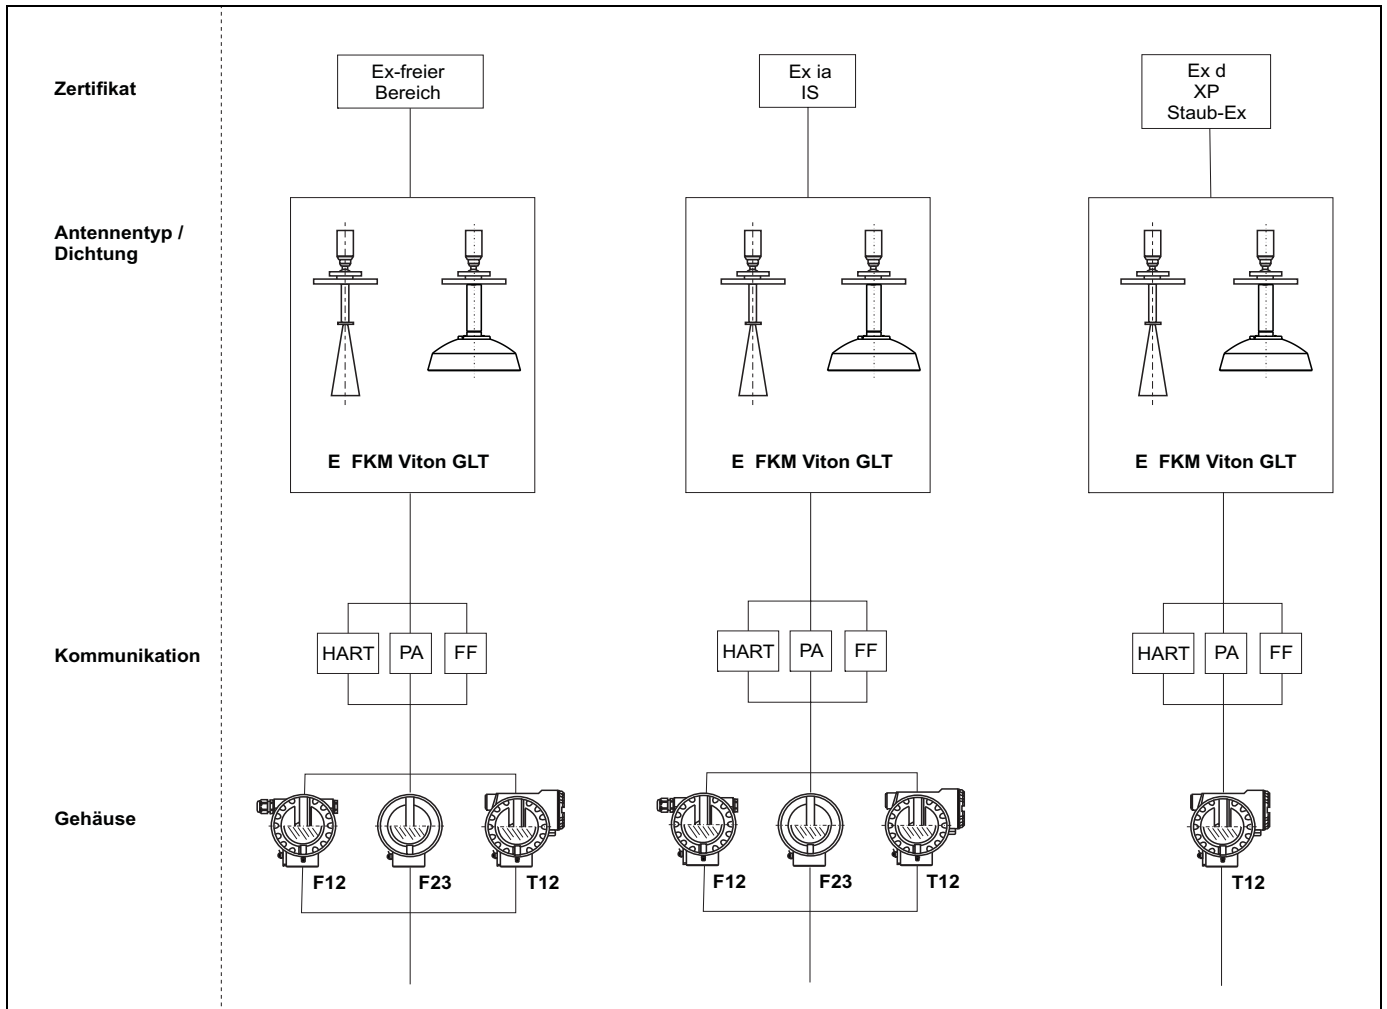 Zertifikat
Ex-freier
Bereich
Ex ia
IS
Ex d
XP
Staub-Ex
Antennentyp /
Dichtung
E FKM Viton GLT
E FKM Viton GLT
E FKM Viton GLT
Kommunikation
HART PA FF
HART PA FF
HART PA FF
Gehäuse
F12 F23 T12
F12 F23 T12
T12